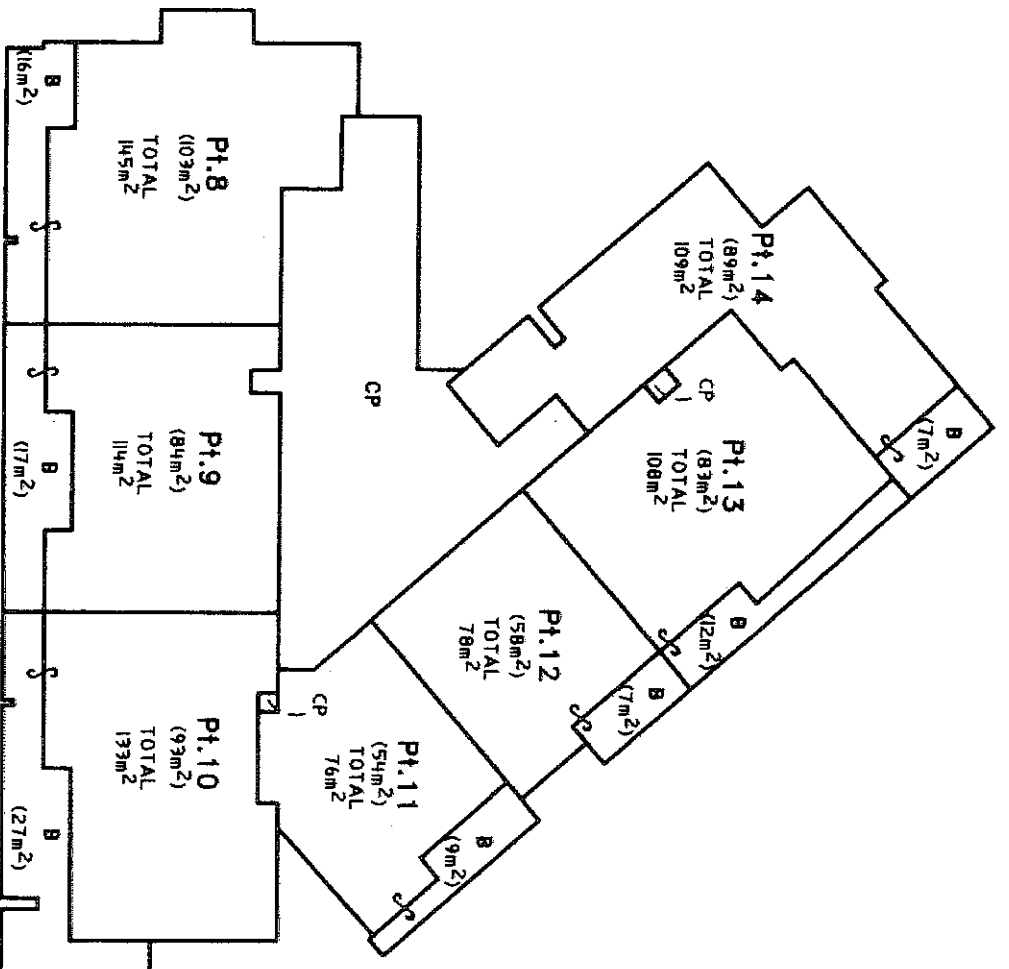 Pt.8
(103m2)
TOTAL
145m2
B
(16m2)
Pt.9
(84m2)
TOTAL
114m2
B
(17m2)
Pt.10
(93m2)
TOTAL
133m2
B
(27m2)
CP
CP
Pt.11
(54m2)
TOTAL
76m2
B
(9m2)
Pt.12
(58m2)
TOTAL
78m2
B
(7m2)
Pt.13
(83m2)
TOTAL
108m2
B
(12m2)
CP
Pt.14
(89m2)
TOTAL
109m2
B
(7m2)